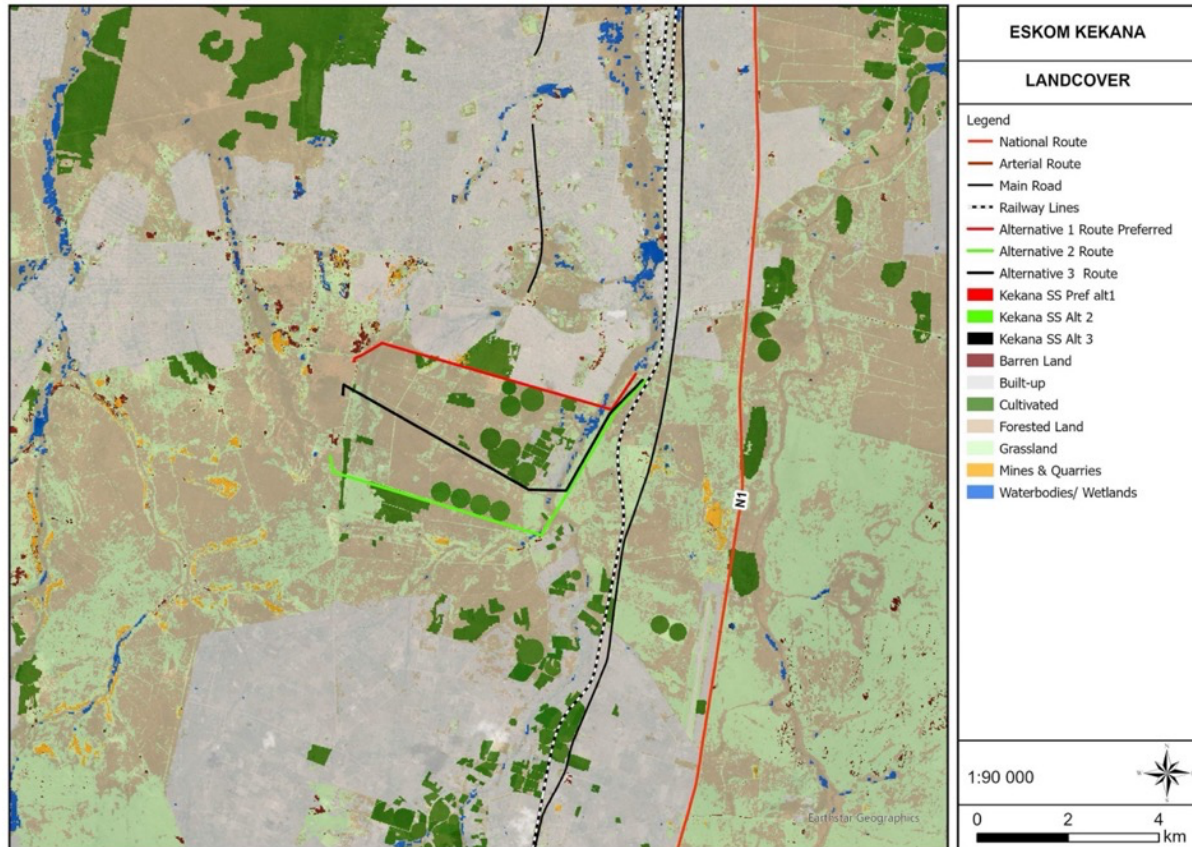 ESKOM KEKANA
LANDCOVER
Legend
National Route
Arterial Route
Main Road
Railway Lines
Alternative 1 Route Preferred
Alternative 2 Route
Alternative 3 Route
Kekana SS Pref alt1
Kekana SS Alt 2
Kekana SS Alt 3
Barren Land
Built-up
Cultivated
Forested Land
Grassland
Mines & Quarries
Waterbodies/ Wetlands
N1
Earthstar Geographics
1:90 000
N
0 2 4
km